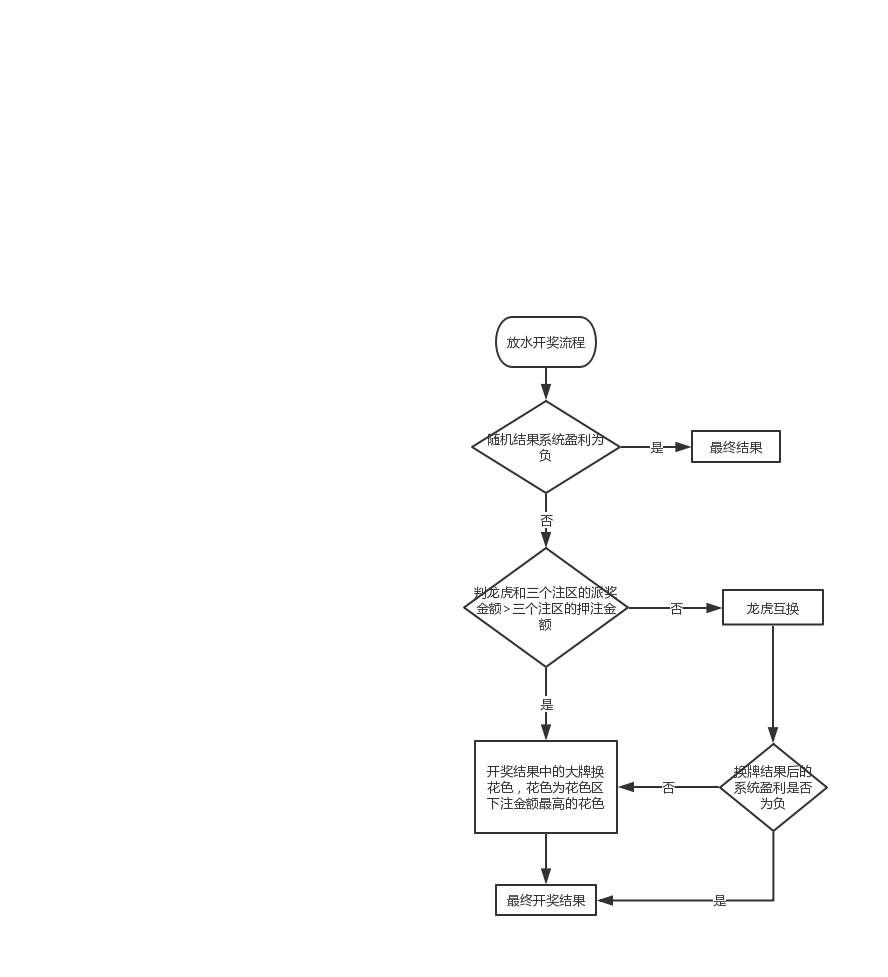 放水开奖流程
随机结果系统盈利为
负
是
最终结果
否
判龙虎和三个注区的派奖
金额>三个注区的押注金
额
否
龙虎互换
是
开奖结果中的大牌换
花色，花色为花色区
下注金额最高的花色
否
换牌结果后的
系统盈利是否
为负
最终开奖结果
是